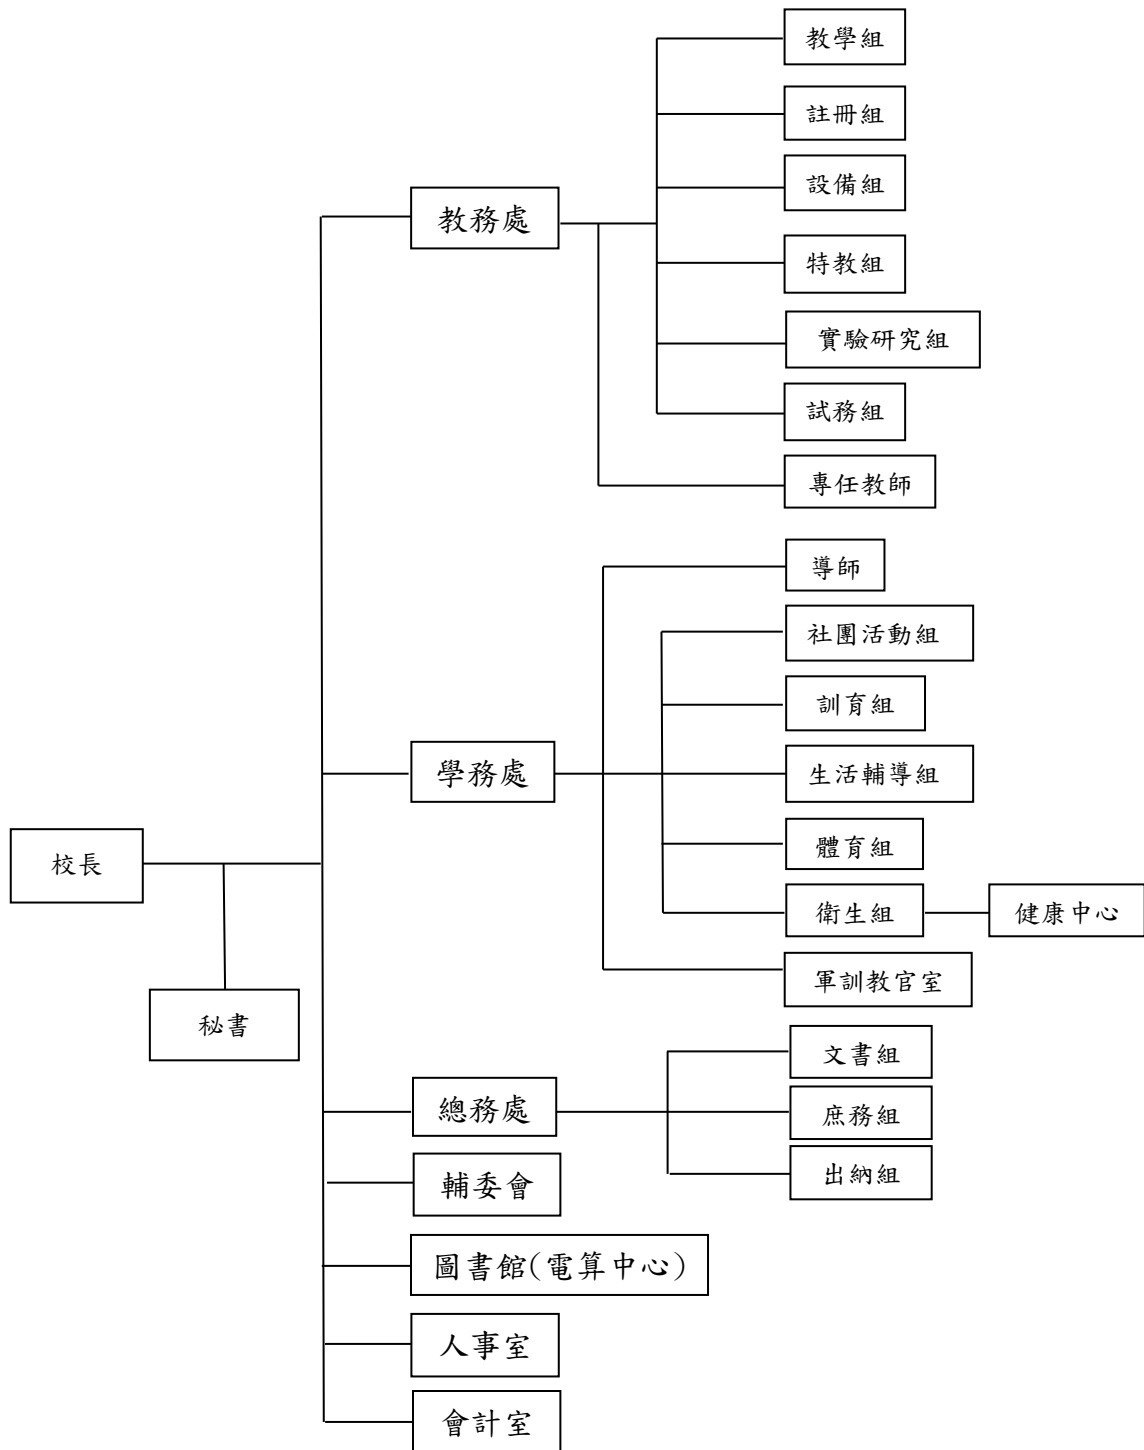 教學組
註冊組
設備組
教務處
特教組
實驗研究組
試務組
專任教師
導師
社團活動組
訓育組
學務處
生活輔導組
體育組
校長
衛生組
健康中心
軍訓教官室
秘書
文書組
總務處
庶務組
出納組
輔委會
圖書館(電算中心)
人事室
會計室